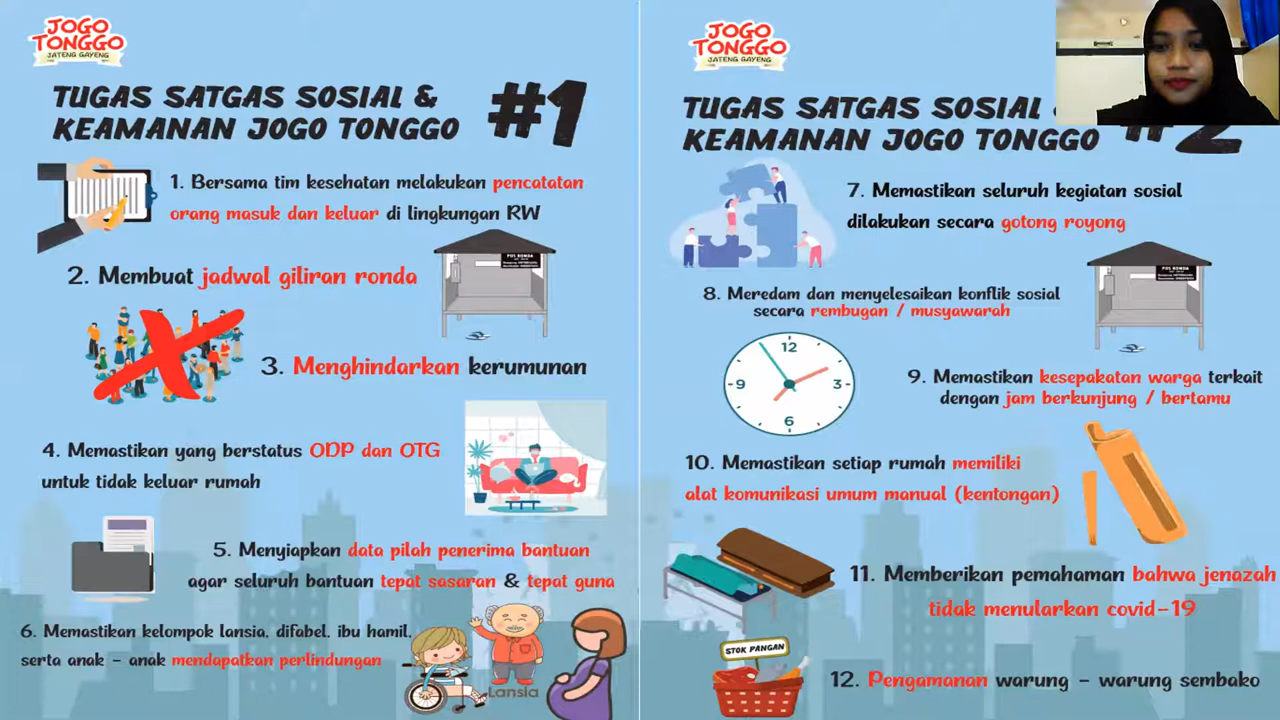 JOGO
TONGGO
JATENG GAYENG
TUGAS SATGAS SOSIAL &
KEAMANAN JOGO TONGGO
#1
1. Bersama tim kesehatan melakukan pencatatan
orang masuk dan keluar di lingkungan RW
2. Membuat jadwal giliran ronda
POS RONDA
3. Menghindarkan kerumunan
4. Memastikan yang berstatus ODP dan OTG
untuk tidak keluar rumah
5. Menyiapkan data pilah penerima bantuan
agar seluruh bantuan tepat sasaran & tepat guna
6. Memastikan kelompok lansia, difabel, ibu hamil,
serta anak - anak mendapatkan perlindungan
Lansia
JOGO
TONGGO
JATENG GAYENG
TUGAS SATGAS SOSIAL
KEAMANAN JOGO TONGGO
#2
7. Memastikan seluruh kegiatan sosial
dilakukan secara gotong royong
8. Meredam dan menyelesaikan konflik sosial
secara rembugan / musyawarah
POS RONDA
12
3
6
9
9. Memastikan kesepakatan warga terkait
dengan jam berkunjung / bertamu
10. Memastikan setiap rumah memiliki
alat komunikasi umum manual (kentongan)
11. Memberikan pemahaman bahwa jenazah
tidak menularkan covid-19
STOK PANGAN
12. Pengamanan warung - warung sembako